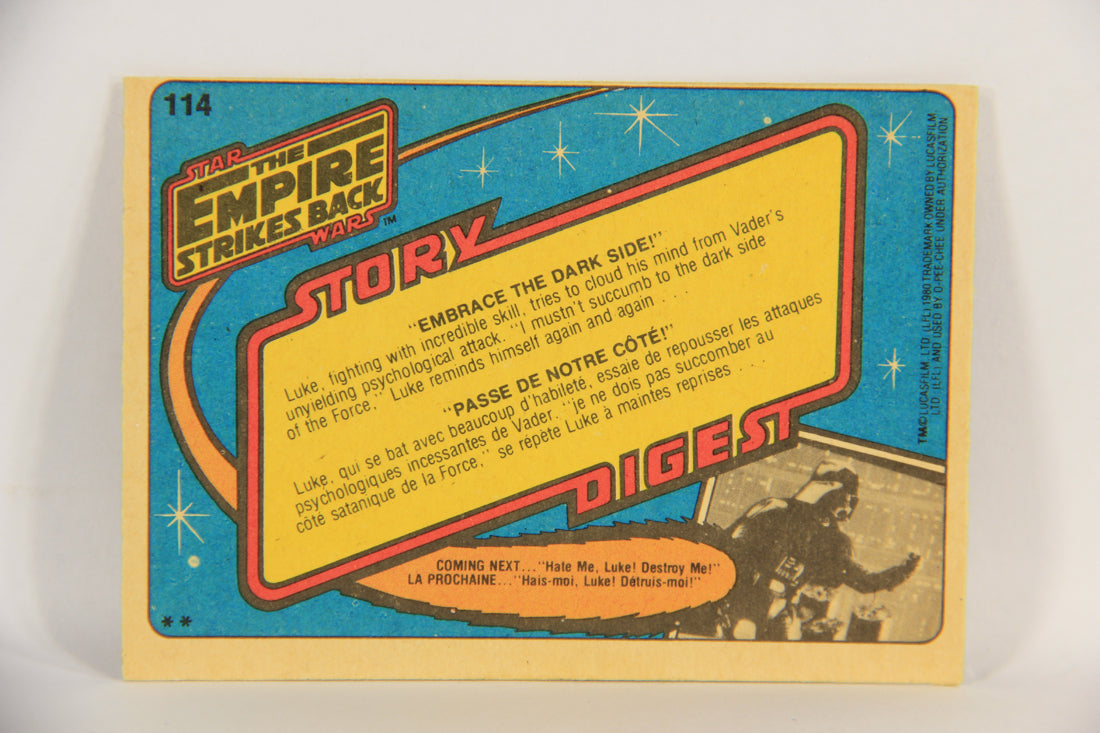 114
STAR
THE
EMPIRE
STRIKES BACK
WARS™
STORY
"EMBRACE THE DARK SIDE!"
Luke, fighting with incredible skill, tries to cloud his mind from Vader's
unyielding psychological attack. "I mustn't succumb to the dark side
of the Force," Luke reminds himself again and again . . .
"PASSE DE NOTRE CÔTÉ!"
Luke, qui se bat avec beaucoup d'habileté, essaie de repousser les attaques
psychologiques incessantes de Vader. "je ne dois pas succomber au
côté satanique de la Force," se répète Luke à maintes reprises . . .
DIGEST
COMING NEXT..."Hate Me, Luke! Destroy Me!"
LA PROCHAINE..."Hais-moi, Luke! Détruis-moi!"
**
TM©LUCASFILM, LTD. (LFL) 1980 TRADEMARK OWNED BY LUCASFILM,
LTD. (LFL) AND USED BY O-PEE-CHEE UNDER AUTHORIZATION